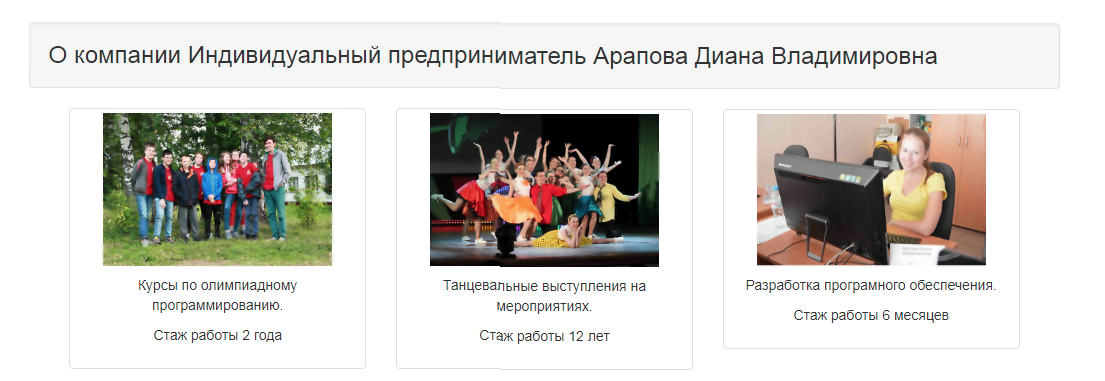 О компании Индивидуальный предприниматель Арапова Диана Владимировна
Курсы по олимпиадному
программированию.
Стаж работы 2 года
Танцевальные выступления на
мероприятиях.
Стаж работы 12 лет
Разработка програмного обеспечения.
Стаж работы 6 месяцев